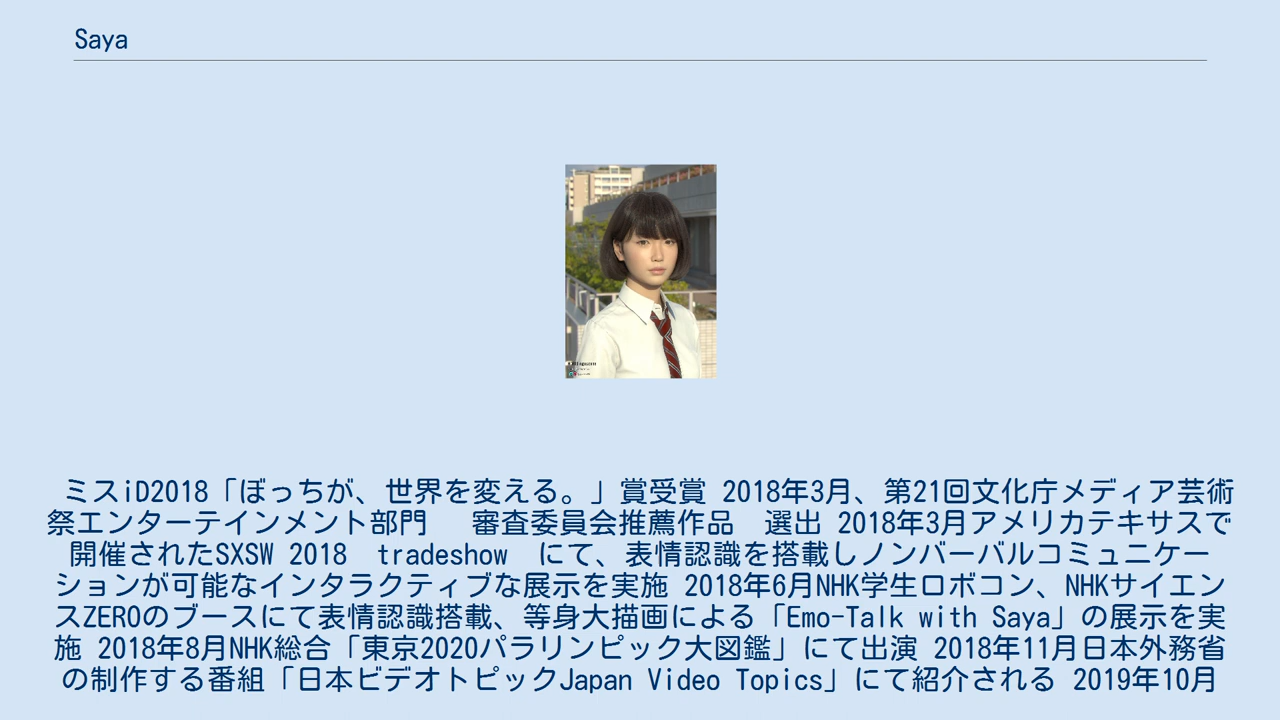 Saya
ミスiD2018「ぼっちが、世界を変える。」賞受賞 2018年3月、第21回文化庁メディア芸術
祭エンターテインメント部門　 審査委員会推薦作品　選出 2018年3月アメリカテキサスで
開催されたSXSW 2018　tradeshow　にて、表情認識を搭載しノンバーバルコミュニケー
ションが可能なインタラクティブな展示を実施 2018年6月NHK学生ロボコン、NHKサイエン
スZEROのブースにて表情認識搭載、等身大描画による「Emo-Talk with Saya」の展示を実
施 2018年8月NHK総合「東京2020パラリンピック大図鑑」にて出演 2018年11月日本外務省
の制作する番組「日本ビデオトピックJapan Video Topics」にて紹介される 2019年10月